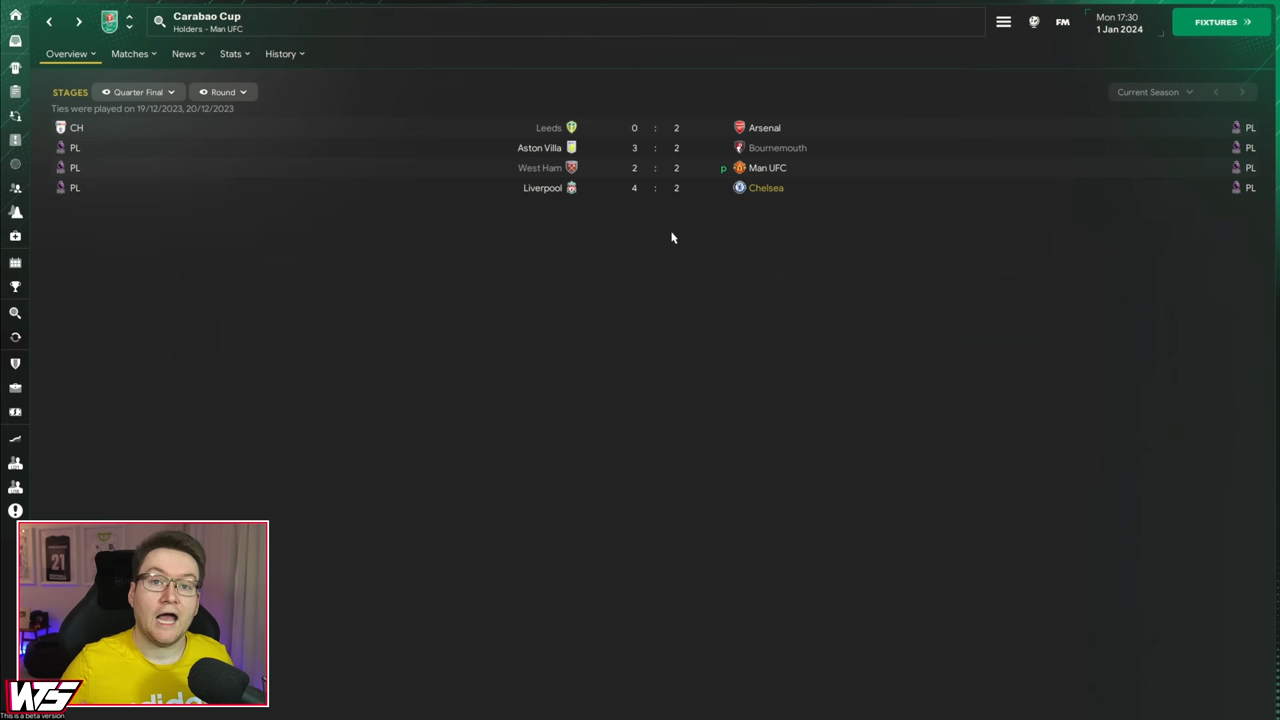 Carabao Cup
Holders - Man UFC
FM
Mon 17:30
1 Jan 2024
FIXTURES
Overview
Matches
News
Stats
History
STAGES
Quarter Final
Round
Current Season
Ties were played on 19/12/2023, 20/12/2023
CH Leeds 0 : 2 Arsenal PL
PL Aston Villa 3 : 2 Bournemouth PL
PL West Ham 2 : 2 p Man UFC PL
PL Liverpool 4 : 2 Chelsea PL
21
adidas
WTS
This is a beta version